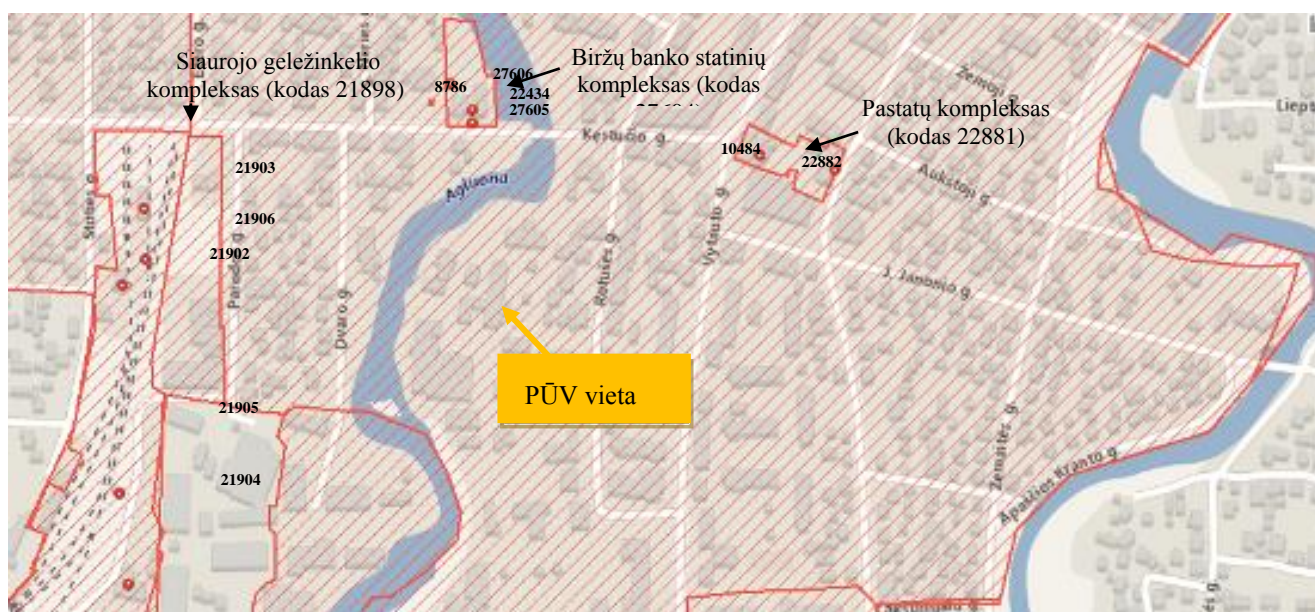 Siaurojo geležinkelio
kompleksas (kodas 21898)
Biržų banko statinių
kompleksas (kodas
Pastatų kompleksas
(kodas 22881)
8786
27606
22434
27605
10484
22882
21903
21906
21902
21905
21904
PŪV vieta
Kęstučio g.
Agluona
Žemoji g.
Aukštoji g.
J. Janonio g.
Vytauto g.
Rotušės g.
Dvaro g.
Stoties g.
Žemaitės g.
Apaščios Kranto g.